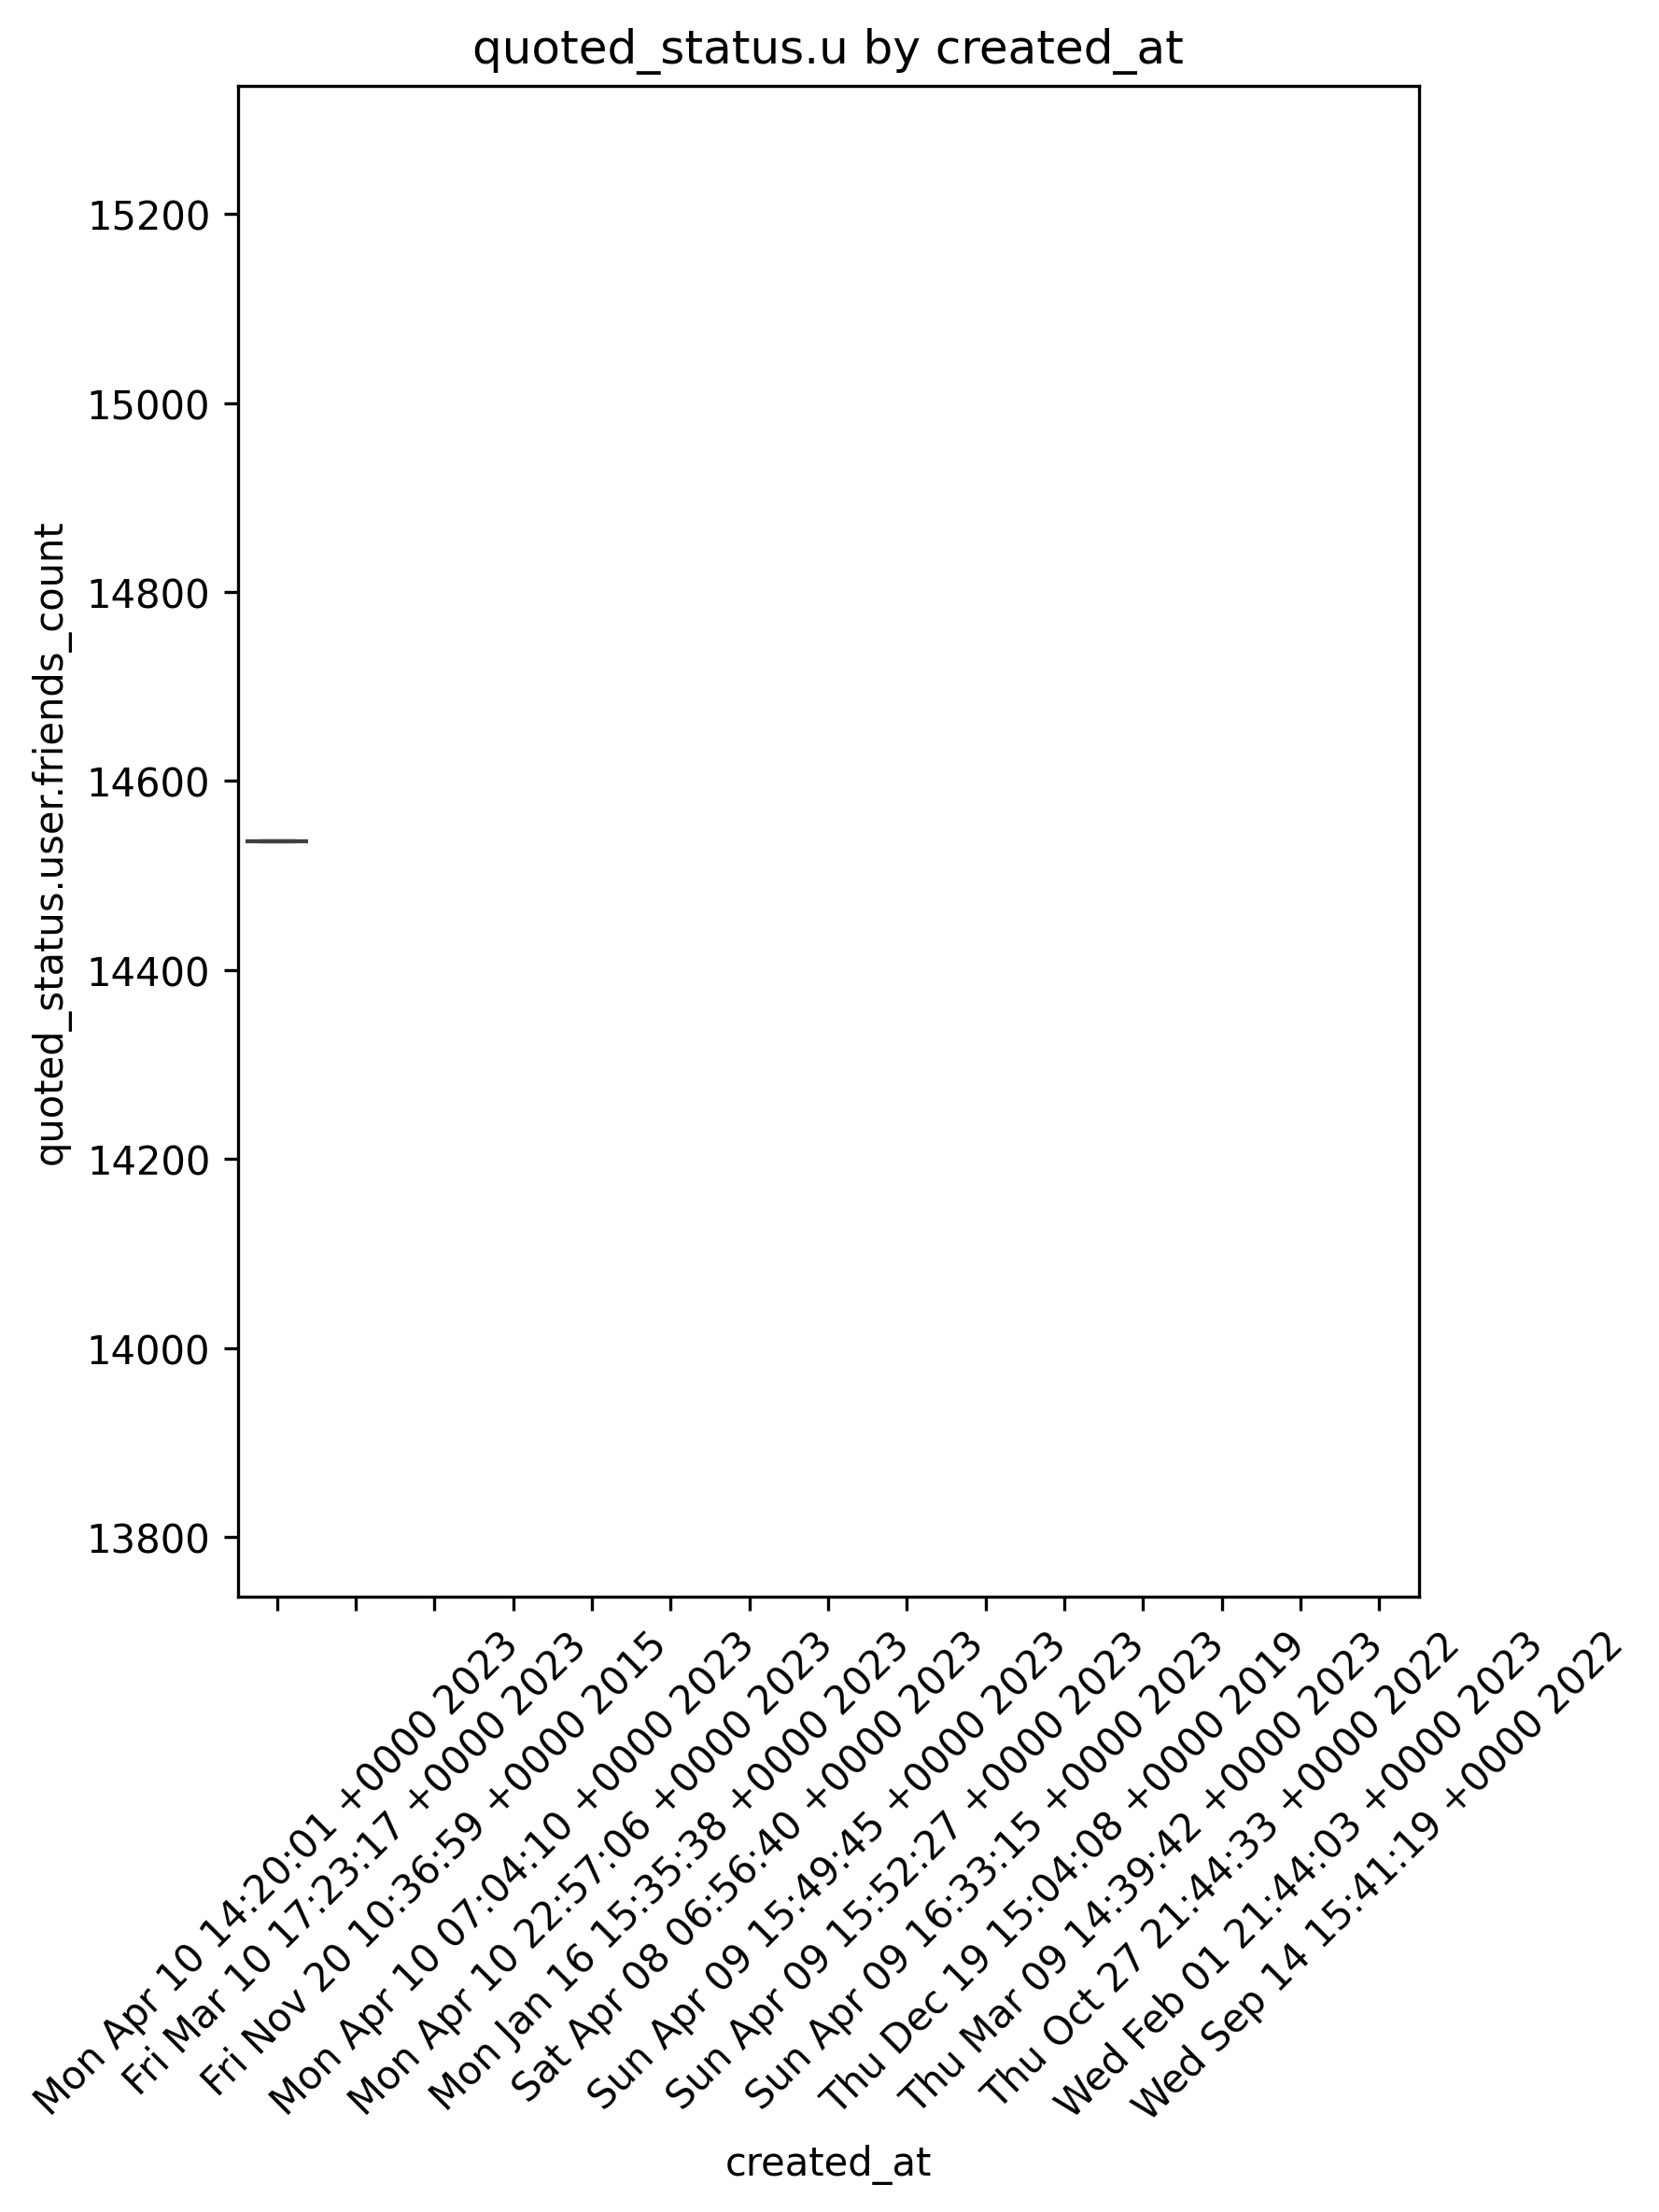 quoted_status.u by created_at
quoted_status.user.friends_count
15200
15000
14800
14600
14400
14200
14000
13800
Mon Apr 10 14:20:01 +0000 2023
Fri Mar 10 17:23:17 +0000 2023
Fri Nov 20 10:36:59 +0000 2015
Mon Apr 10 07:04:10 +0000 2023
Mon Apr 10 22:57:06 +0000 2023
Mon Jan 16 15:35:38 +0000 2023
Sat Apr 08 06:56:40 +0000 2023
Sun Apr 09 15:49:45 +0000 2023
Sun Apr 09 15:52:27 +0000 2023
Sun Apr 09 16:33:15 +0000 2023
Thu Dec 19 15:04:08 +0000 2019
Thu Mar 09 14:39:42 +0000 2023
Thu Oct 27 21:44:33 +0000 2022
Wed Feb 01 21:44:03 +0000 2023
Wed Sep 14 15:41:19 +0000 2022
created_at